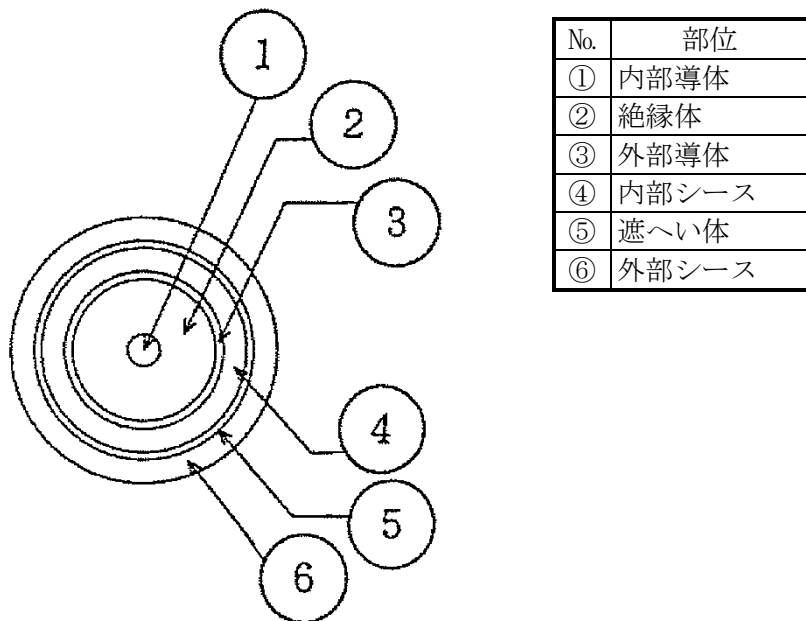 1
2
3
4
5
6
№ 部位
① 内部導体
② 絶縁体
③ 外部導体
④ 内部シース
⑤ 遮へい体
⑥ 外部シース